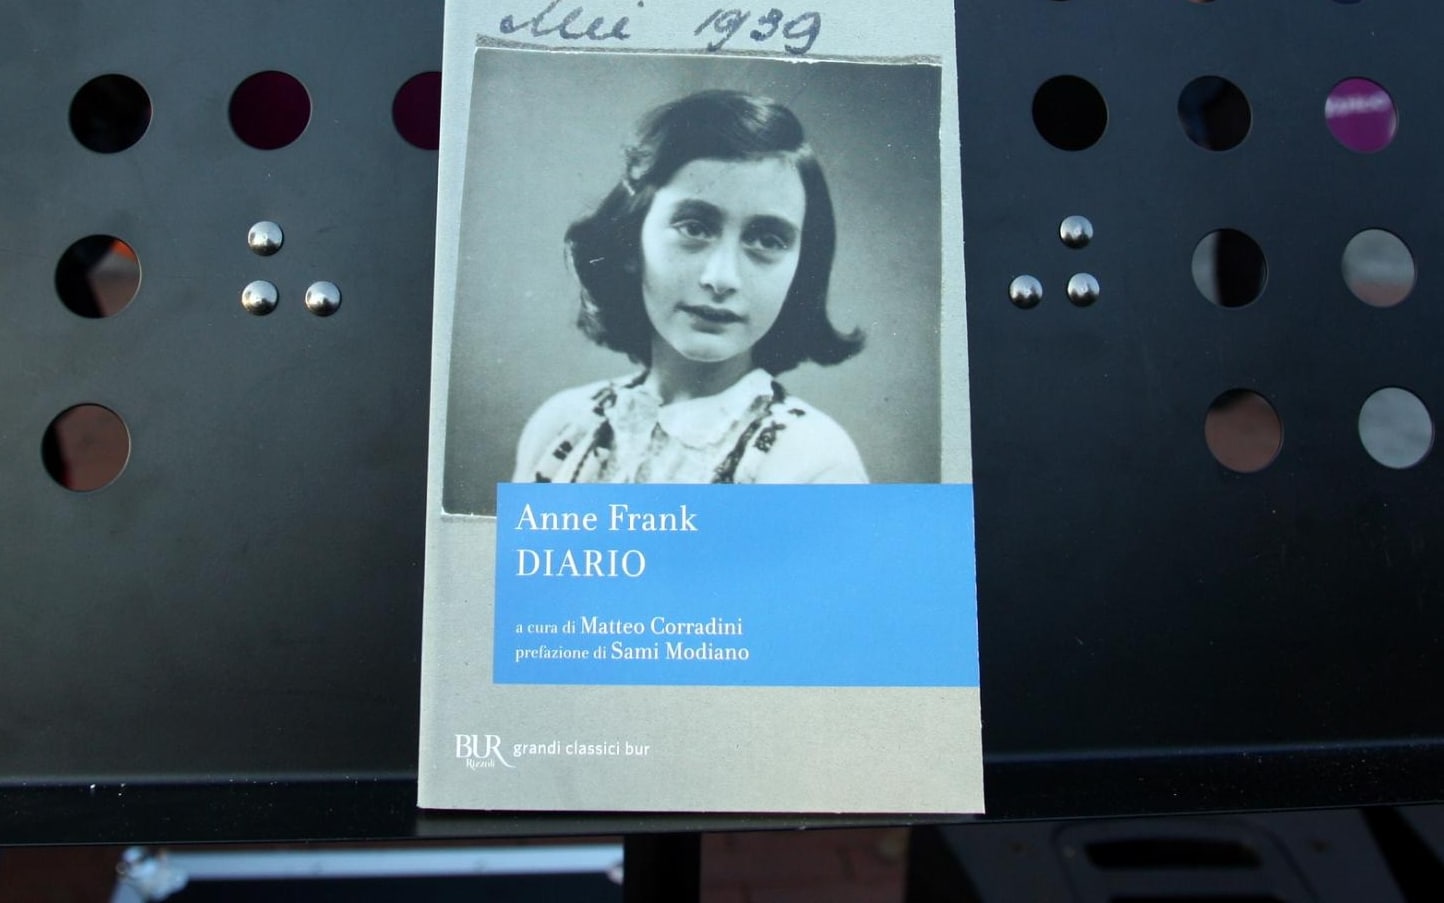 Mei 1939
Anne Frank
DIARIO
a cura di Matteo Corradini
prefazione di Sami Modiano
BUR
Rizzoli
grandi classici bur